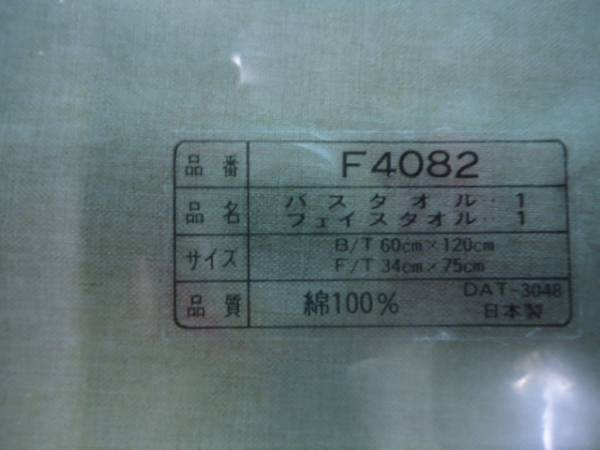 品番 F4082
品名 バスタオル‥1
フェイスタオル‥1
サイズ B/T 60cm×120cm
F/T 34cm×75cm
品質 綿100% DAT-3048
日本製